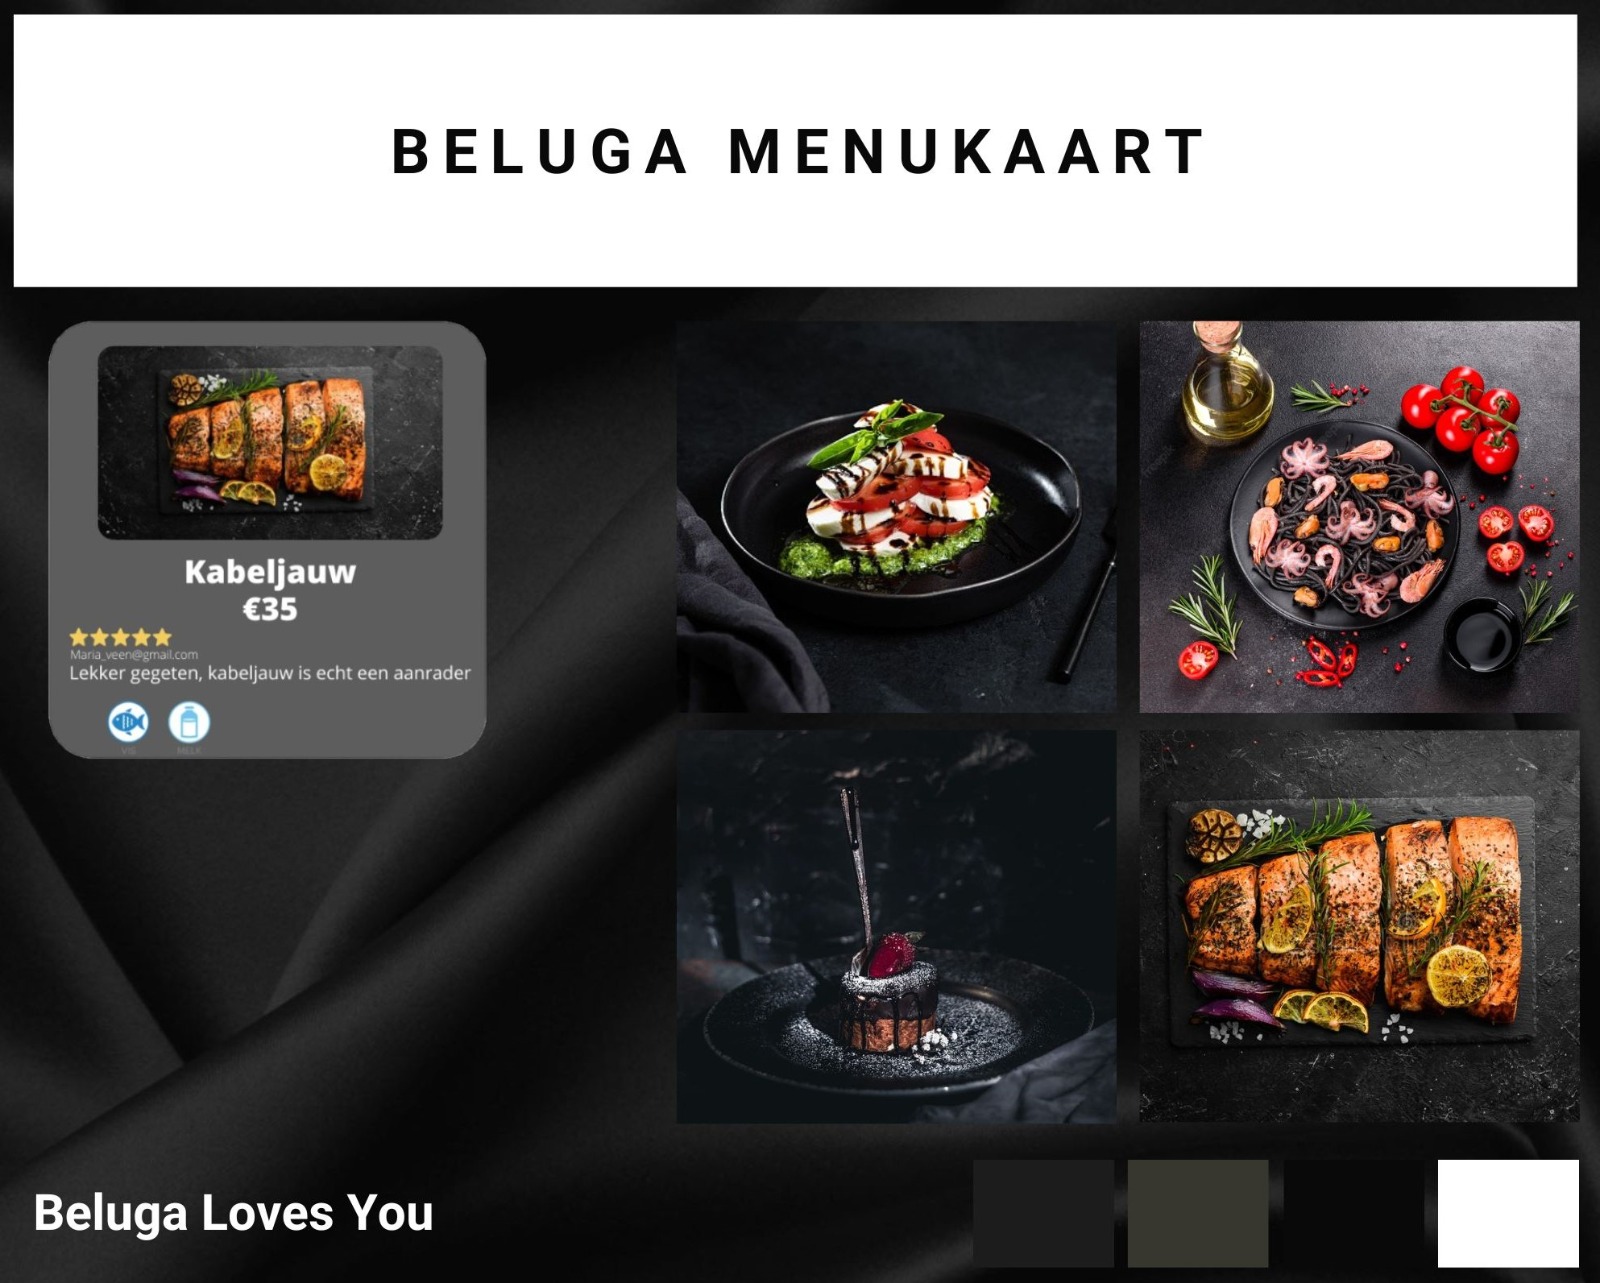 BELUGA MENUKAART
Kabeljauw
€35
Maria_veen@gmail.com
Lekker gegeten, kabeljauw is echt een aanrader
VIS MELK
Beluga Loves You